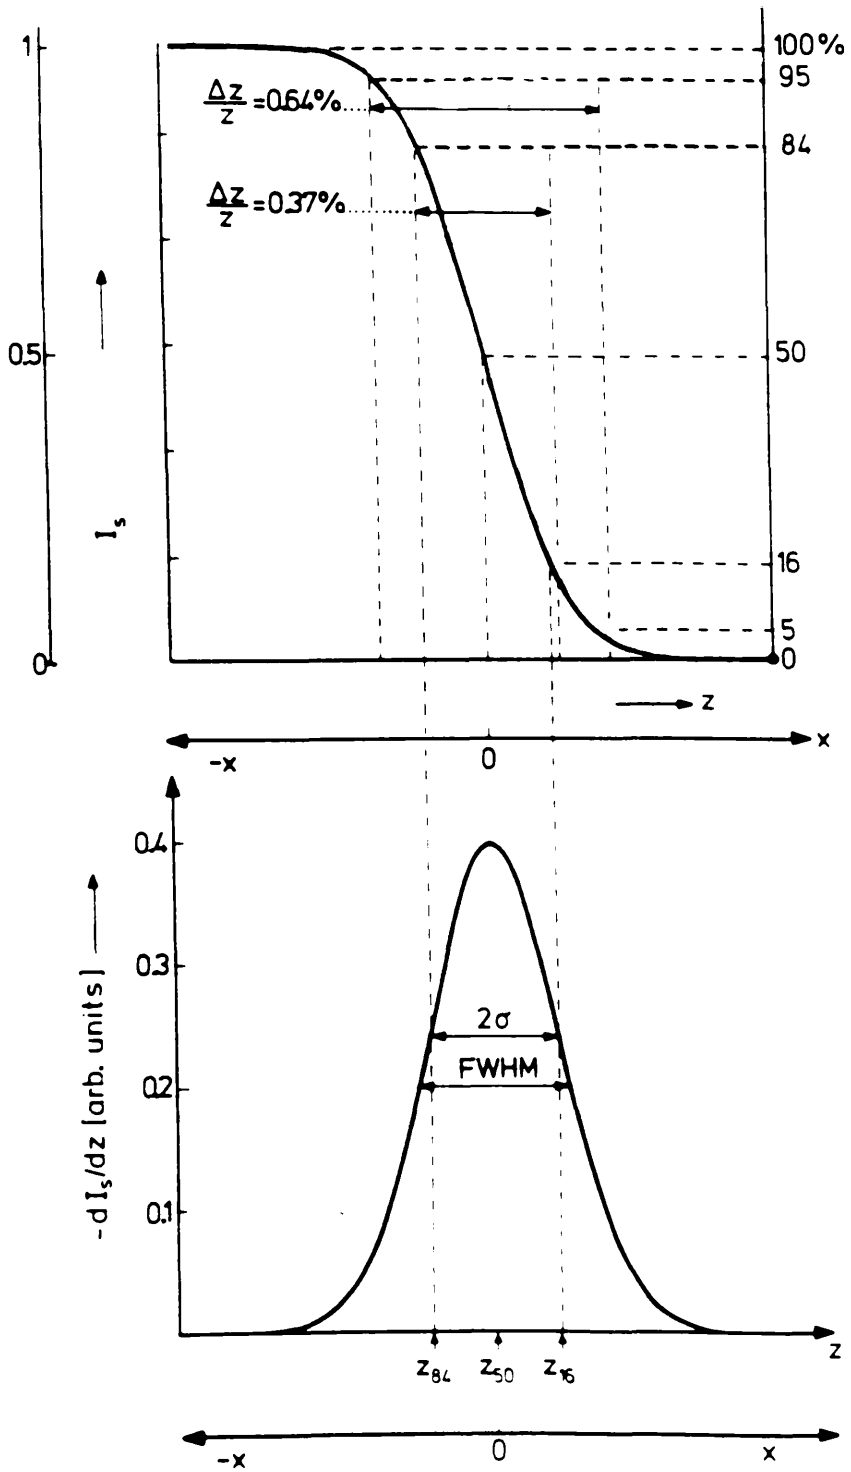 1
100%
95
Δz/z = 0.64%
84
Δz/z = 0.37%
0.5
50
I_s
16
5
0
0
z
-x
0
x
0.4
0.3
2σ
FWHM
0.2
0.1
-dI_s/dz [arb. units]
z
z_84
z_50
z_16
-x
0
x